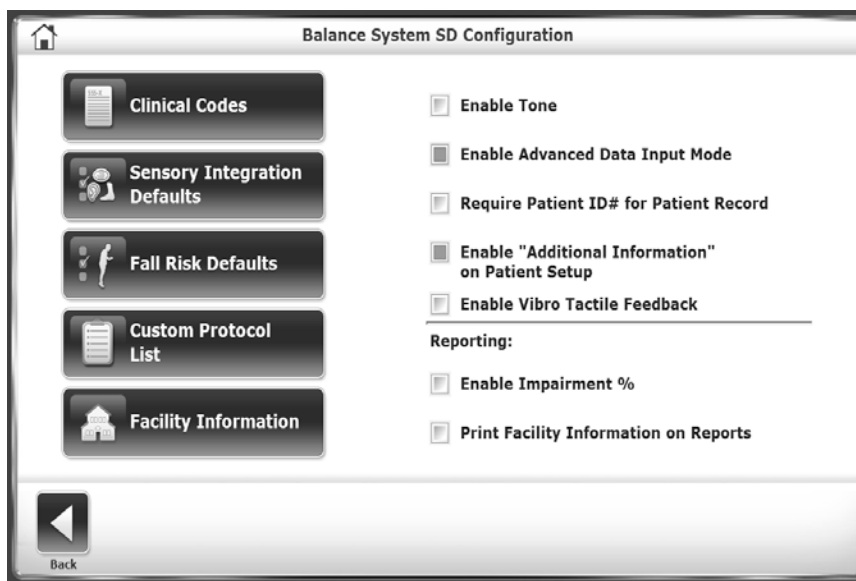 Balance System SD Configuration
Clinical Codes
Sensory Integration
Defaults
Fall Risk Defaults
Custom Protocol
List
Facility Information
Enable Tone
Enable Advanced Data Input Mode
Require Patient ID# for Patient Record
Enable "Additional Information"
on Patient Setup
Enable Vibro Tactile Feedback
Reporting:
Enable Impairment %
Print Facility Information on Reports
Back